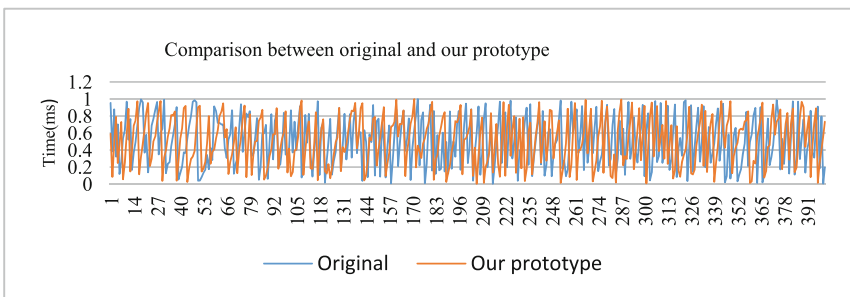 Comparison between original and our prototype
Time(ms)
1.2
1
0.8
0.6
0.4
0.2
0
1 14 27 40 53 66 79 92 105 118 131 144 157 170 183 196 209 222 235 248 261 274 287 300 313 326 339 352 365 378 391
Original Our prototype